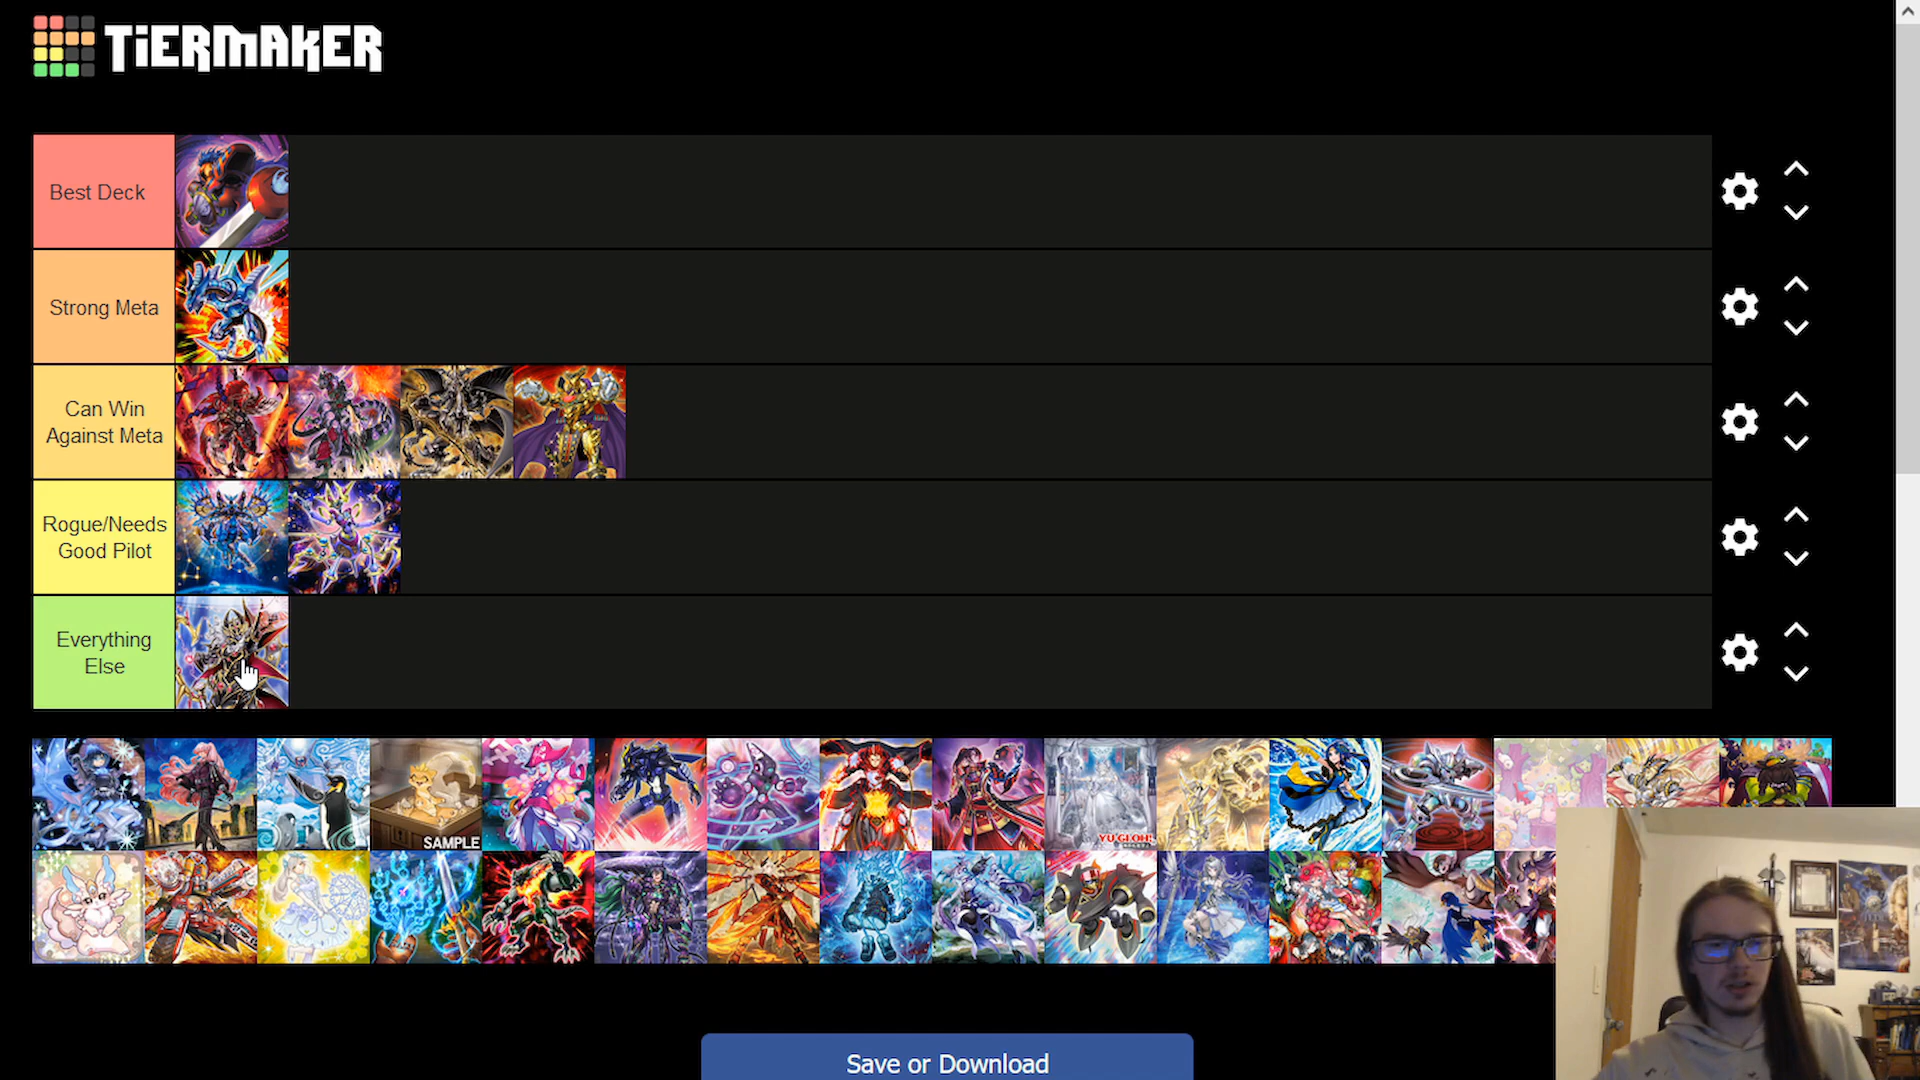 TiERMAKER
Best Deck
Strong Meta
Can Win
Against Meta
Rogue/Needs
Good Pilot
Everything
Else
SAMPLE
YU-GI-OH!
Save or Download